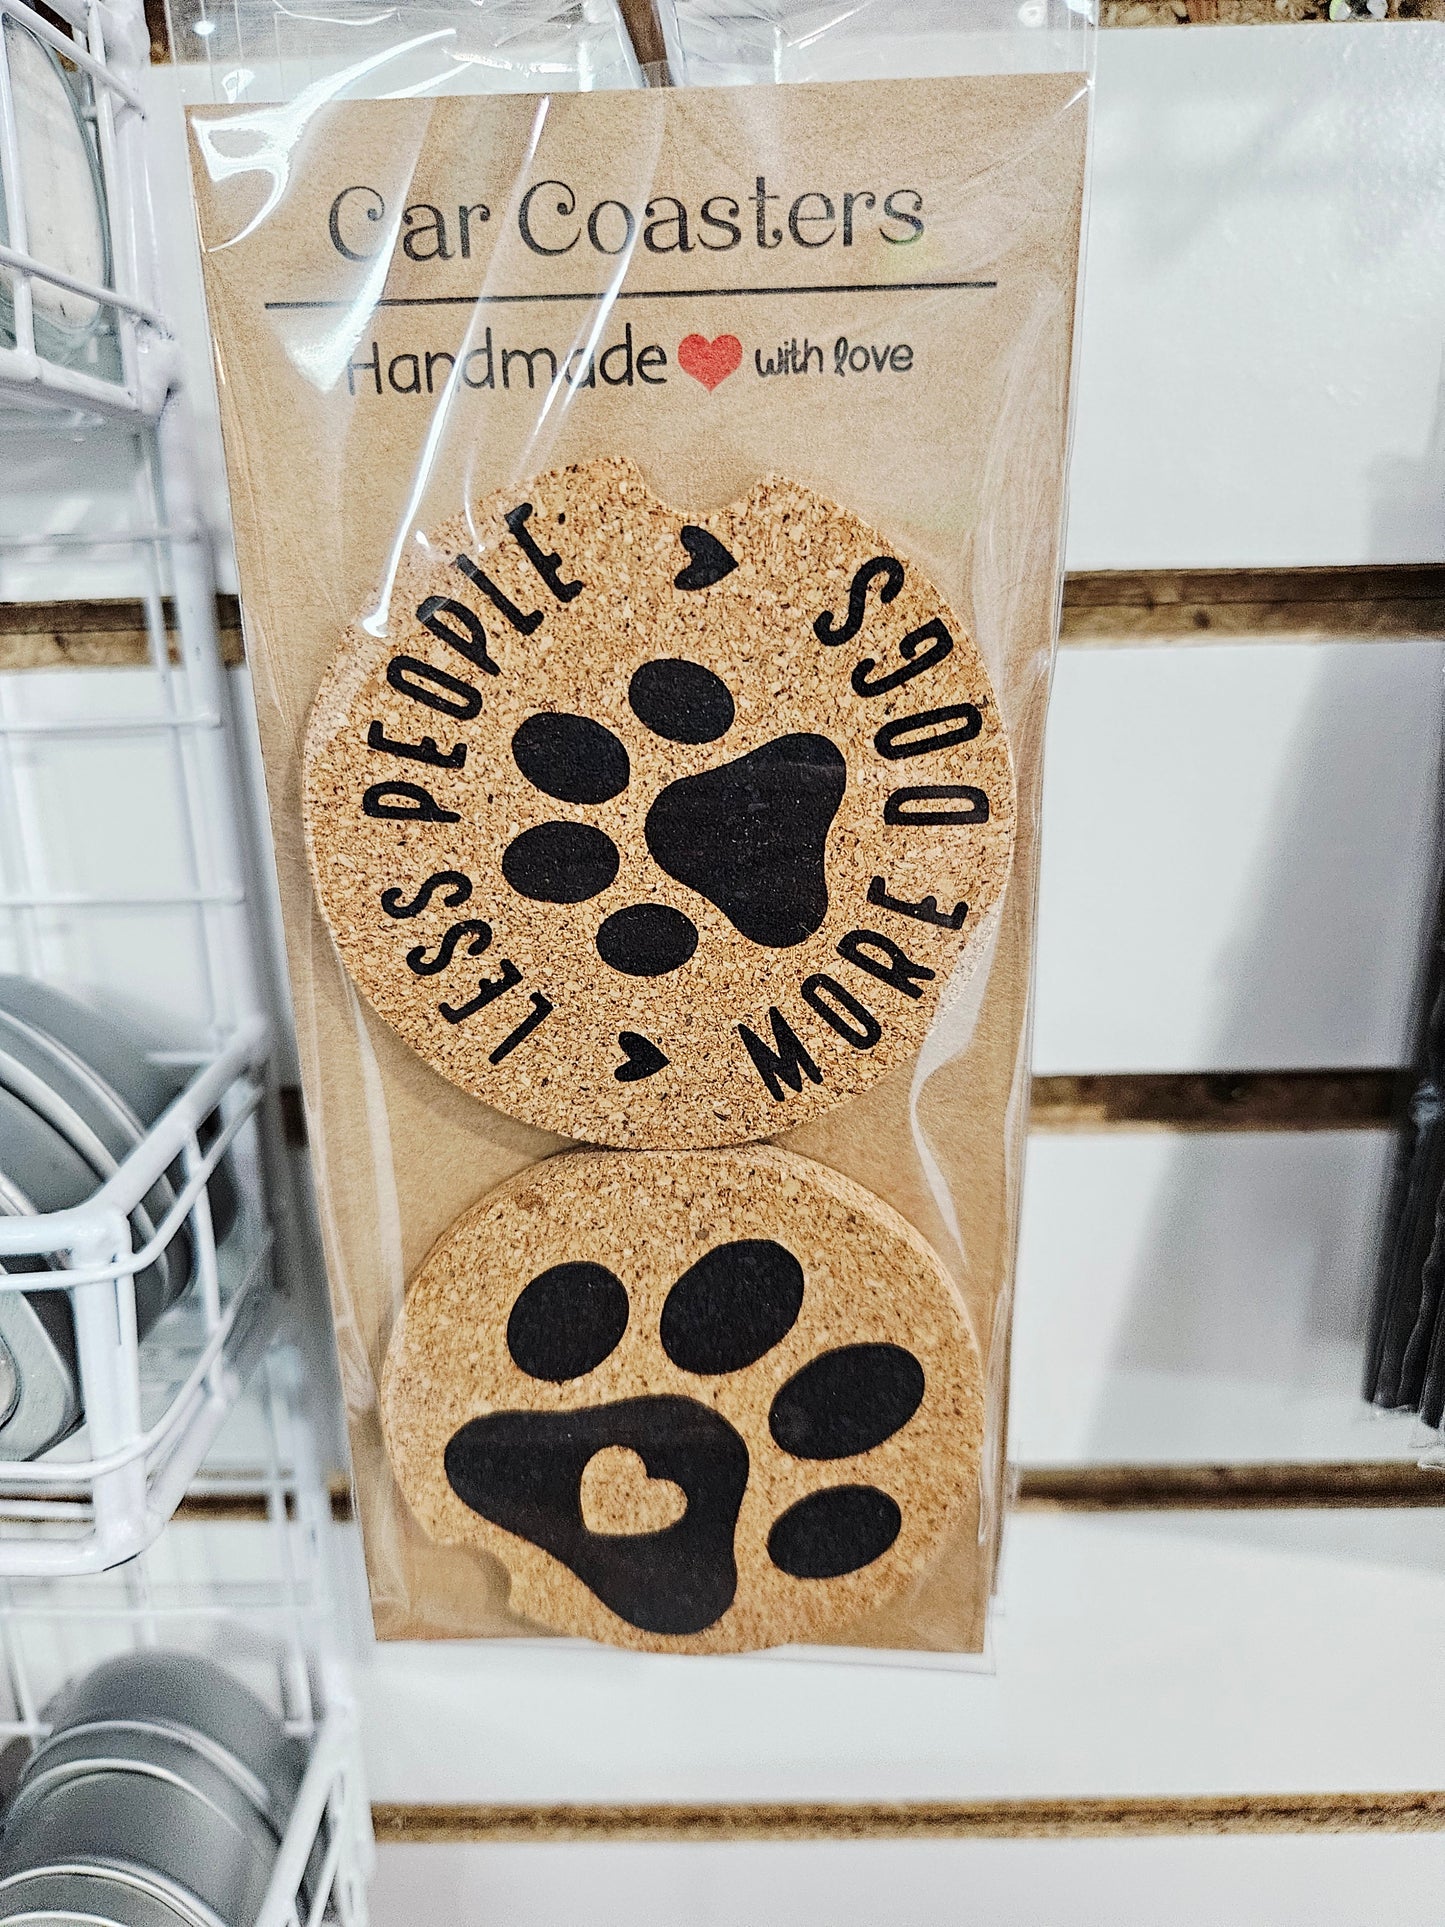 Car Coasters
Handmade with love
MORE DOGS
LESS PEOPLE